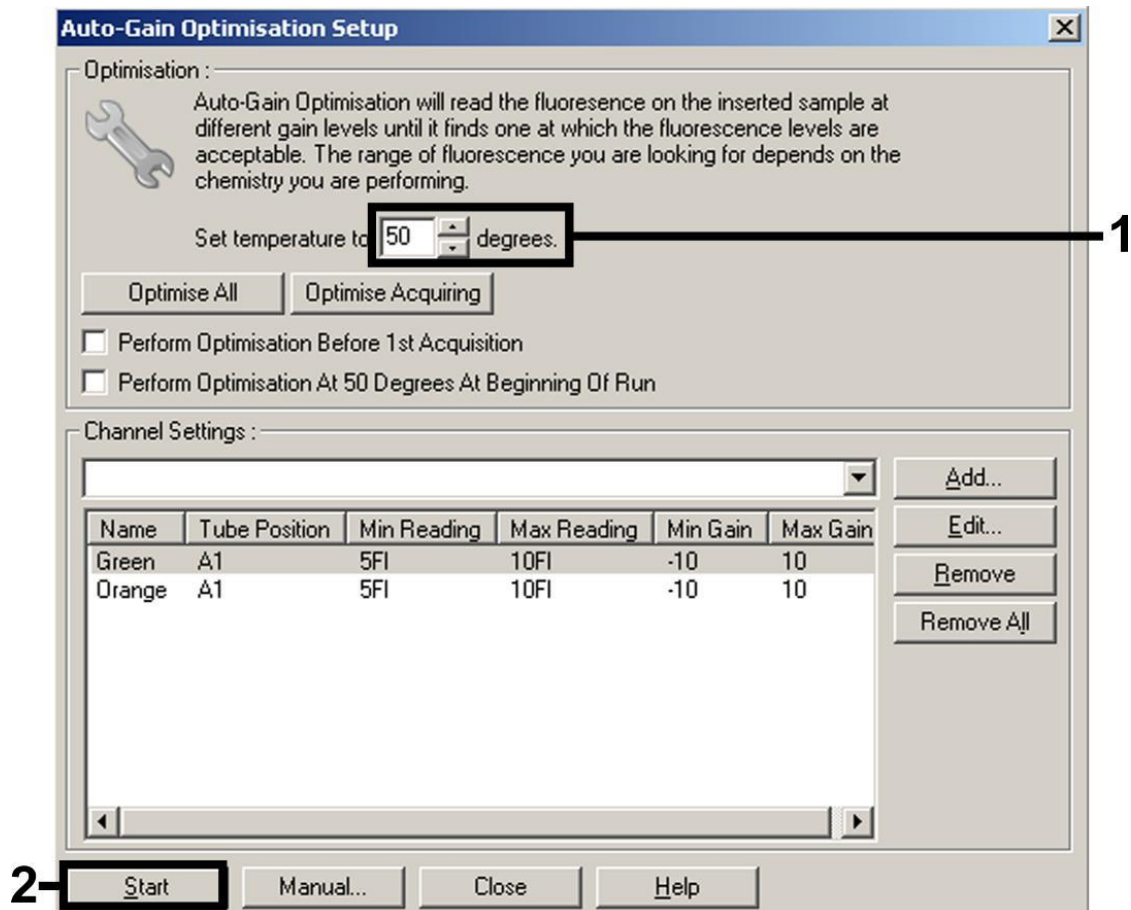 Auto-Gain Optimisation Setup
Optimisation :
Auto-Gain Optimisation will read the fluoresence on the inserted sample at
different gain levels until it finds one at which the fluorescence levels are
acceptable. The range of fluorescence you are looking for depends on the
chemistry you are performing.
Set temperature to 50 degrees.
1
Optimise All Optimise Acquiring
Perform Optimisation Before 1st Acquisition
Perform Optimisation At 50 Degrees At Beginning Of Run
Channel Settings :
Add...
Name Tube Position Min Reading Max Reading Min Gain Max Gain
Edit...
Green A1 5Fl 10Fl -10 10
Remove
Orange A1 5Fl 10Fl -10 10
Remove All
2
Start Manual... Close Help